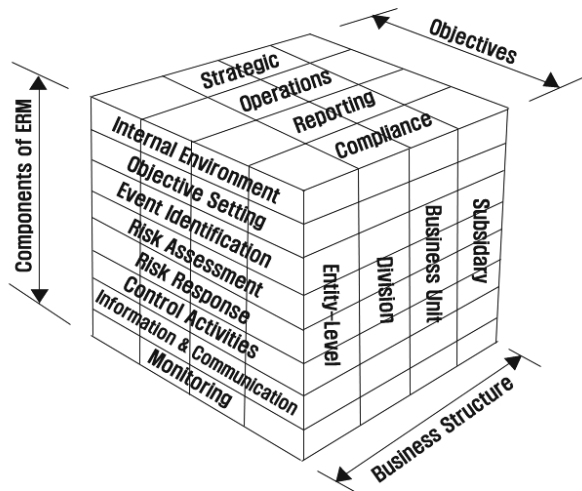 Objectives
Strategic
Operations
Reporting
Compliance
Components of ERM
Internal Environment
Objective Setting
Event Identification
Risk Assessment
Risk Response
Control Activities
Information & Communication
Monitoring
Entity-Level
Division
Business Unit
Subsidary
Business Structure